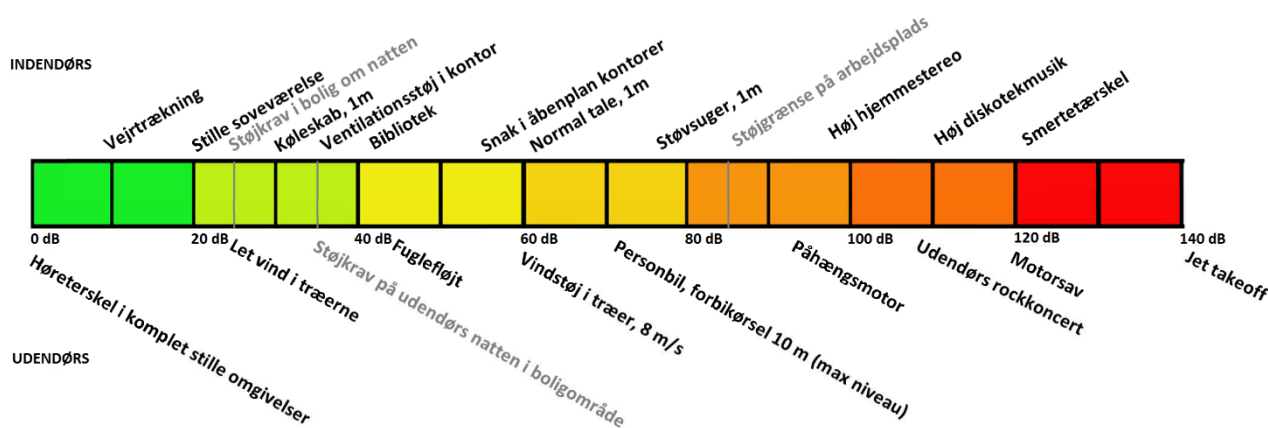 INDENDØRS
Vejrtrækning
Stille soveværelse
Støjkrav i bolig om natten
Køleskab, 1m
Ventilationsstøj i kontor
Bibliotek
Snak i åbenplan kontorer
Normal tale, 1m
Støvsuger, 1m
Støjgrænse på arbejdsplads
Høj hjemmestereo
Høj diskotekmusik
Smertetærskel
0 dB
20 dB
40 dB
60 dB
80 dB
100 dB
120 dB
140 dB
Høreterskel i komplet stille omgivelser
Let vind i træerne
Støjkrav på udendørs natten i boligområde
Fuglefløjt
Vindstøj i træer, 8 m/s
Personbil, forbikørsel 10 m (max niveau)
Påhængsmotor
Udendørs rockkoncert
Motorsav
Jet takeoff
UDENDØRS